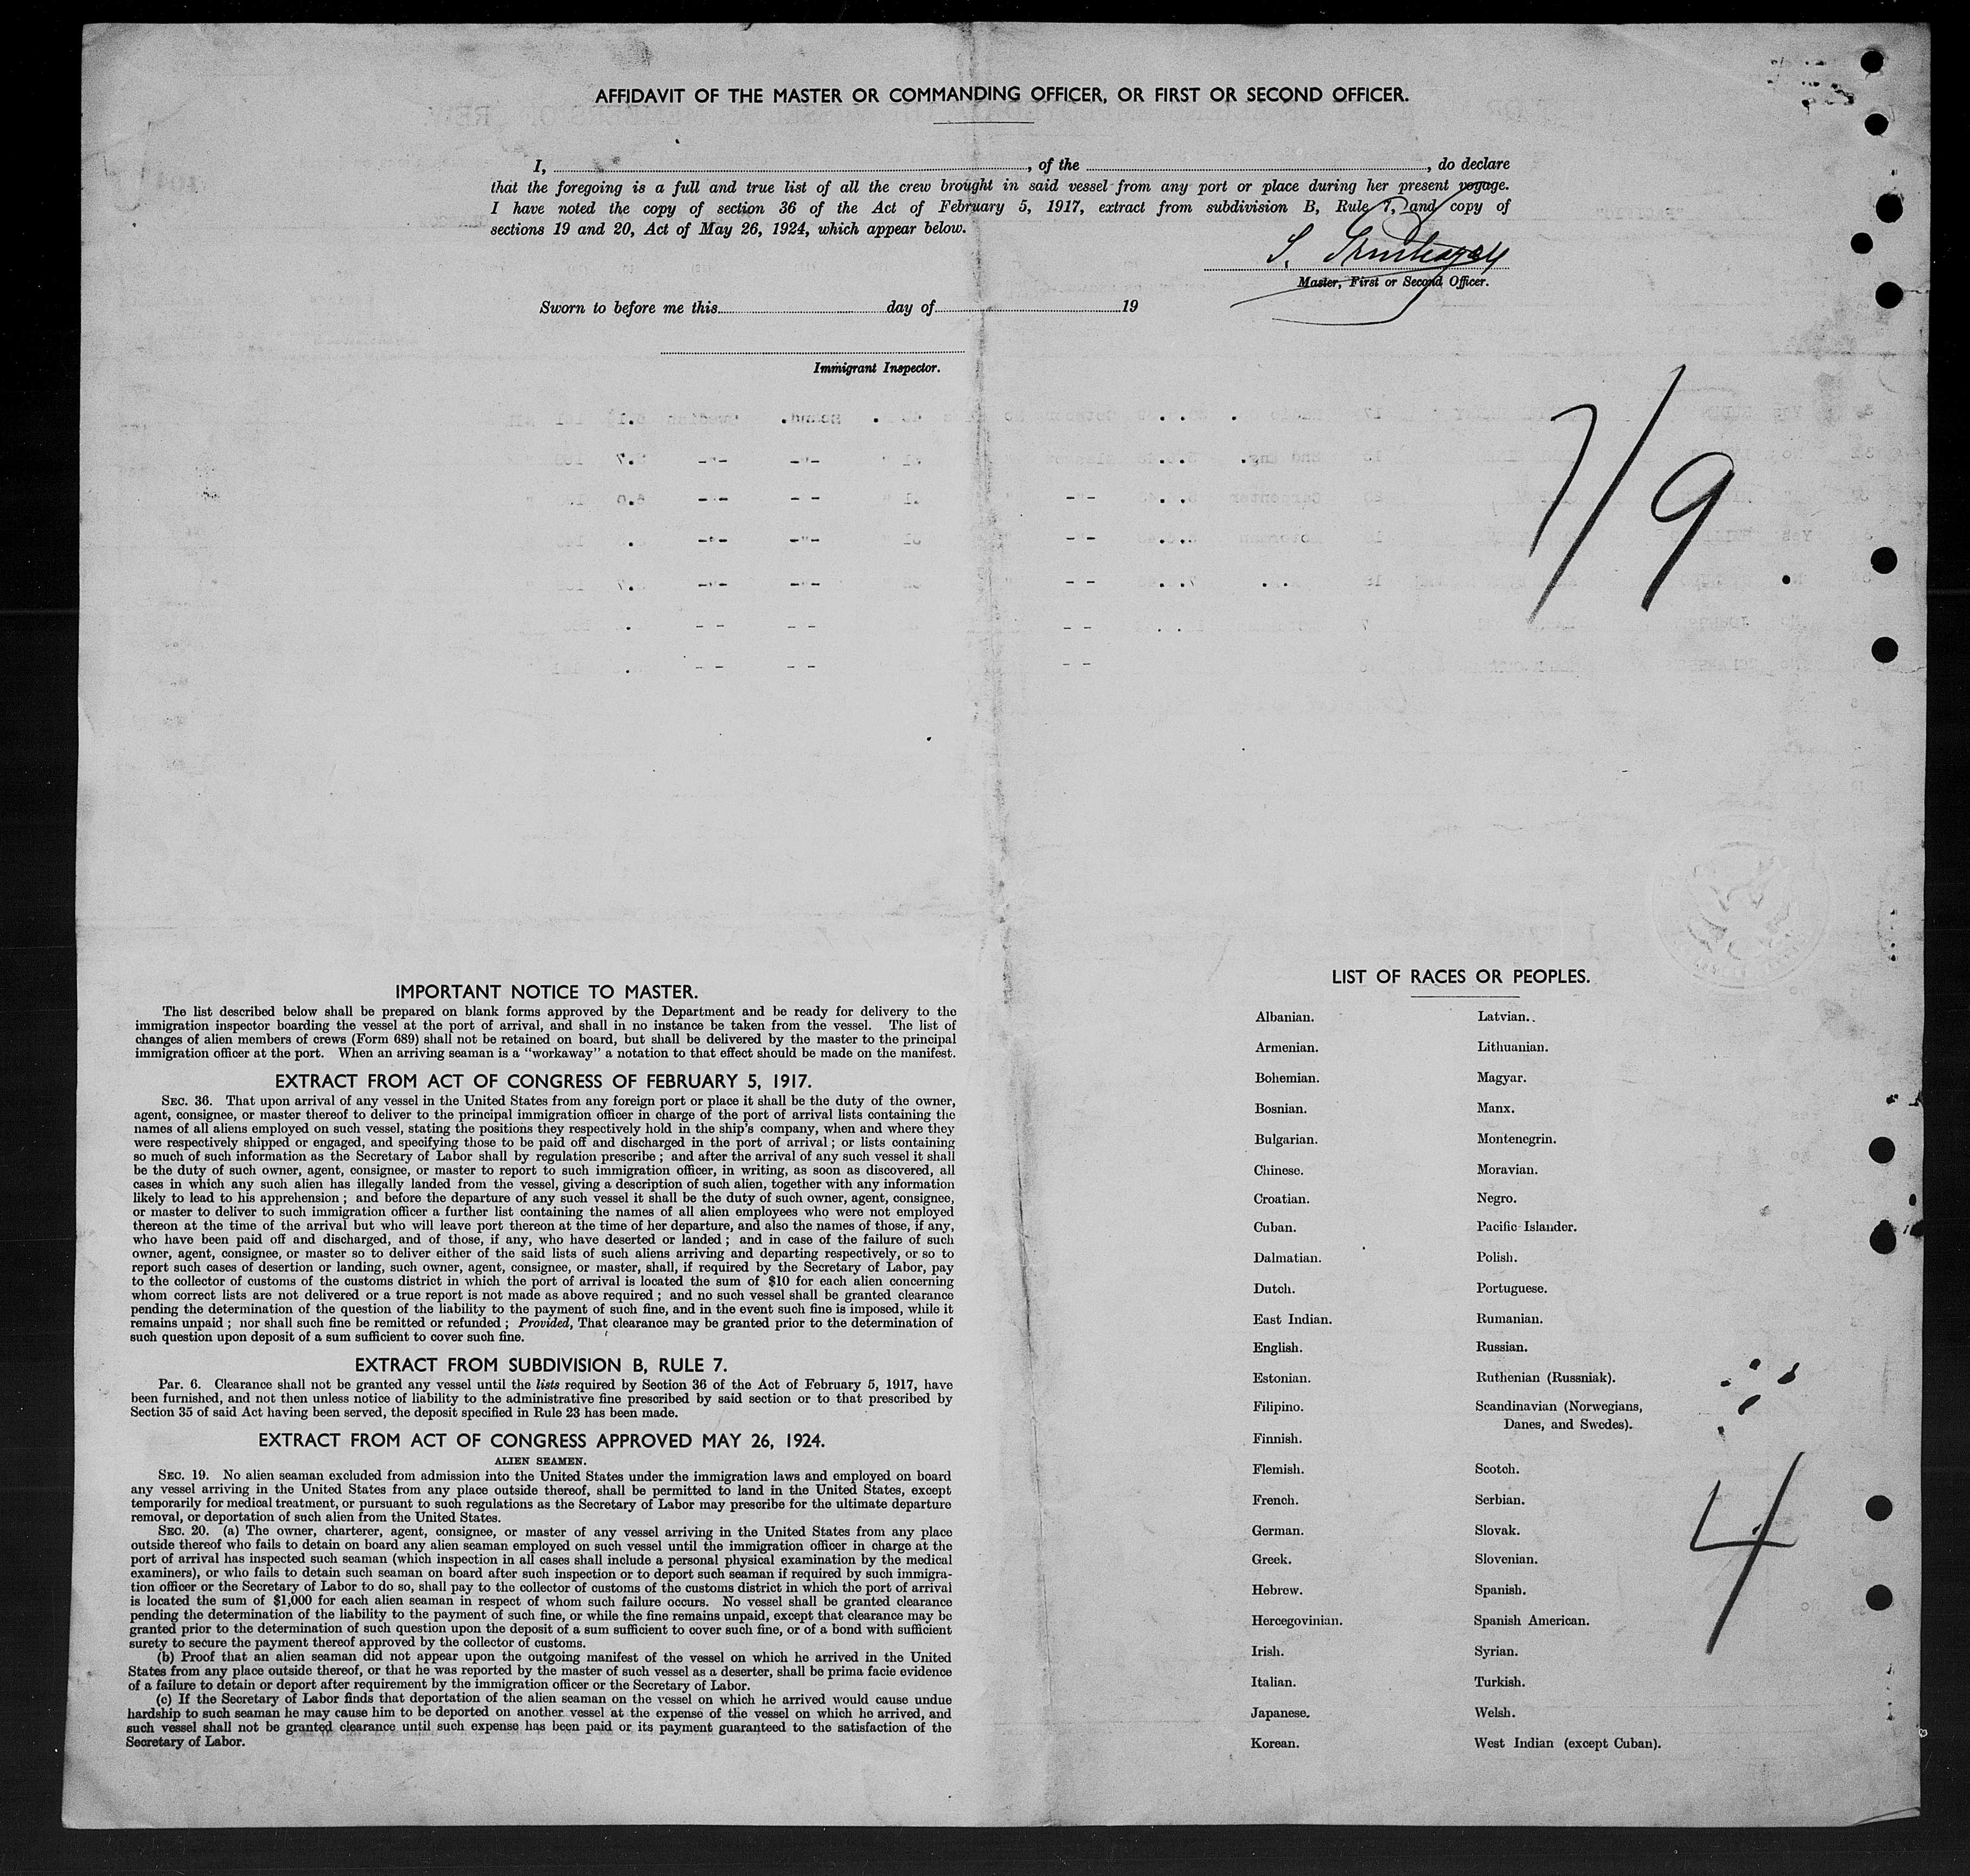 AFFIDAVIT OF THE MASTER OR COMMANDING OFFICER, OR FIRST OR SECOND OFFICER.
I, , of the , do declare
that the foregoing is a full and true list of all the crew brought in said vessel from any port or place during her present voyage.
I have noted the copy of section 36 of the Act of February 5, 1917, extract from subdivision B, Rule 7, and copy of
sections 19 and 20, Act of May 26, 1924, which appear below.
S.
Master, First or Second Officer.
Sworn to before me this day of 19
Immigrant Inspector.
7/9
IMPORTANT NOTICE TO MASTER.
The list described below shall be prepared on blank forms approved by the Department and be ready for delivery to the
immigration inspector boarding the vessel at the port of arrival, and shall in no instance be taken from the vessel. The list of
changes of alien members of crews (Form 689) shall not be retained on board, but shall be delivered by the master to the principal
immigration officer at the port. When an arriving seaman is a "workaway" a notation to that effect should be made on the manifest.
EXTRACT FROM ACT OF CONGRESS OF FEBRUARY 5, 1917.
SEC. 36. That upon arrival of any vessel in the United States from any foreign port or place it shall be the duty of the owner,
agent, consignee, or master thereof to deliver to the principal immigration officer in charge of the port of arrival lists containing the
names of all aliens employed on such vessel, stating the positions they respectively hold in the ship's company, when and where they
were respectively shipped or engaged, and specifying those to be paid off and discharged in the port of arrival; or lists containing
so much of such information as the Secretary of Labor shall by regulation prescribe; and after the arrival of any such vessel it shall
be the duty of such owner, agent, consignee, or master to report to such immigration officer, in writing, as soon as discovered, all
cases in which any such alien has illegally landed from the vessel, giving a description of such alien, together with any information
likely to lead to his apprehension; and before the departure of any such vessel it shall be the duty of such owner, agent, consignee,
or master to deliver to such immigration officer a further list containing the names of all alien employees who were not employed
thereon at the time of the arrival but who will leave port thereon at the time of her departure, and also the names of those, if any,
who have been paid off and discharged, and of those, if any, who have deserted or landed; and in case of the failure of such
owner, agent, consignee, or master so to deliver either of the said lists of such aliens arriving and departing respectively, or so to
report such cases of desertion or landing, such owner, agent, consignee, or master, shall, if required by the Secretary of Labor, pay
to the collector of customs of the customs district in which the port of arrival is located the sum of $10 for each alien concerning
whom correct lists are not delivered or a true report is not made as above required; and no such vessel shall be granted clearance
pending the determination of the question of the liability to the payment of such fine, and in the event such fine is imposed, while it
remains unpaid; nor shall such fine be remitted or refunded; Provided, That clearance may be granted prior to the determination of
such question upon deposit of a sum sufficient to cover such fine.
EXTRACT FROM SUBDIVISION B, RULE 7.
Par. 6. Clearance shall not be granted any vessel until the lists required by Section 36 of the Act of February 5, 1917, have
been furnished, and not then unless notice of liability to the administrative fine prescribed by said section or to that prescribed by
Section 35 of said Act having been served, the deposit specified in Rule 23 has been made.
EXTRACT FROM ACT OF CONGRESS APPROVED MAY 26, 1924.
ALIEN SEAMEN.
SEC. 19. No alien seaman excluded from admission into the United States under the immigration laws and employed on board
any vessel arriving in the United States from any place outside thereof, shall be permitted to land in the United States, except
temporarily for medical treatment, or pursuant to such regulations as the Secretary of Labor may prescribe for the ultimate departure
removal, or deportation of such alien from the United States.
SEC. 20. (a) The owner, charterer, agent, consignee, or master of any vessel arriving in the United States from any place
outside thereof who fails to detain on board any alien seaman employed on such vessel until the immigration officer in charge at the
port of arrival has inspected such seaman (which inspection in all cases shall include a personal physical examination by the medical
examiners), or who fails to detain such seaman on board after such inspection or to deport such seaman if required by such immigra-
tion officer or the Secretary of Labor to do so, shall pay to the collector of customs of the customs district in which the port of arrival
is located the sum of $1,000 for each alien seaman in respect of whom such failure occurs. No vessel shall be granted clearance
pending the determination of the liability to the payment of such fine, or while the fine remains unpaid, except that clearance may be
granted prior to the determination of such question upon the deposit of a sum sufficient to cover such fine, or of a bond with sufficient
surety to secure the payment thereof approved by the collector of customs.
(b) Proof that an alien seaman did not appear upon the outgoing manifest of the vessel on which he arrived in the United
States from any place outside thereof, or that he was reported by the master of such vessel as a deserter, shall be prima facie evidence
of a failure to detain or deport after requirement by the immigration officer or the Secretary of Labor.
(c) If the Secretary of Labor finds that deportation of the alien seaman on the vessel on which he arrived would cause undue
hardship to such seaman he may cause him to be deported on another vessel at the expense of the vessel on which he arrived, and
such vessel shall not be granted clearance until such expense has been paid or its payment guaranteed to the satisfaction of the
Secretary of Labor.
LIST OF RACES OR PEOPLES.
Albanian. Latvian.
Armenian. Lithuanian.
Bohemian. Magyar.
Bosnian. Manx.
Bulgarian. Montenegrin.
Chinese. Moravian.
Croatian. Negro.
Cuban. Pacific Islander.
Dalmatian. Polish.
Dutch. Portuguese.
East Indian. Rumanian.
English. Russian.
Estonian. Ruthenian (Russniak).
Filipino. Scandinavian (Norwegians,
Danes, and Swedes).
Finnish.
Flemish. Scotch.
French. Serbian.
German. Slovak.
Greek. Slovenian.
Hebrew. Spanish.
Hercegovinian. Spanish American.
Irish. Syrian.
Italian. Turkish.
Japanese. Welsh.
Korean. West Indian (except Cuban).
4